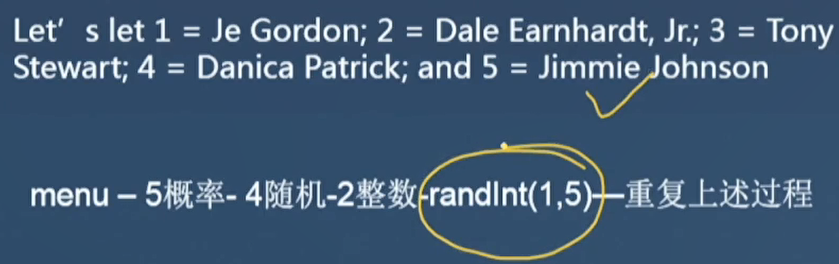 Let's let 1 = Je Gordon; 2 = Dale Earnhardt, Jr.; 3 = Tony
Stewart; 4 = Danica Patrick; and 5 = Jimmie Johnson
menu – 5概率- 4随机-2整数-randInt(1,5)—重复上述过程